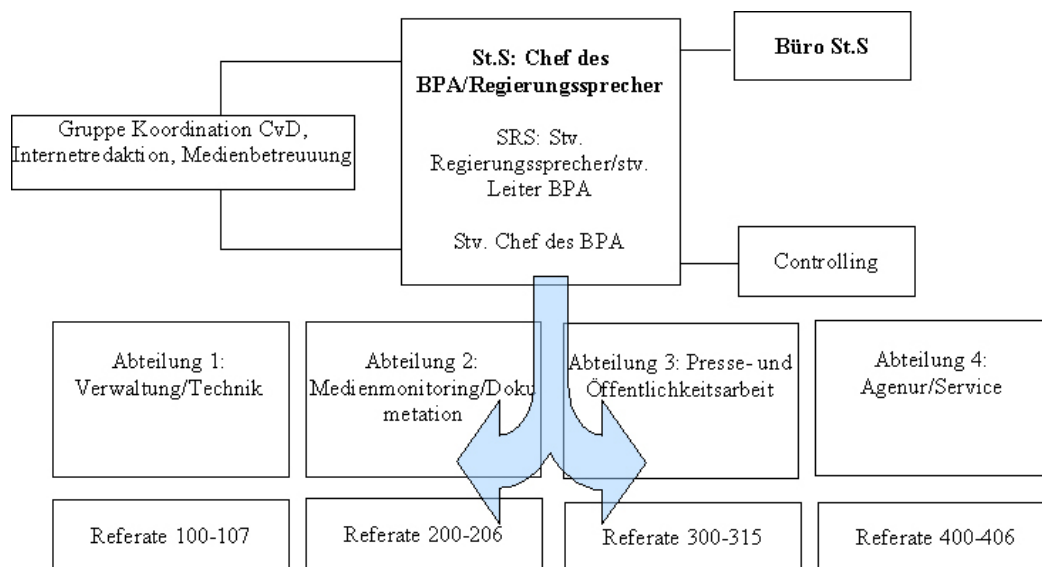 St.S: Chef des
BPA/Regierungssprecher
SRS: Stv.
Regierungssprecher/stv.
Leiter BPA
Stv. Chef des BPA
Büro St.S
Gruppe Koordination CvD,
Internetredaktion, Medienbetreuuung
Controlling
Abteilung 1:
Verwaltung/Technik
Abteilung 2:
Medienmonitoring/Doku
metation
Abteilung 3: Presse- und
Öffentlichkeitsarbeit
Abteilung 4:
Agenur/Service
Referate 100-107
Referate 200-206
Referate 300-315
Referate 400-406